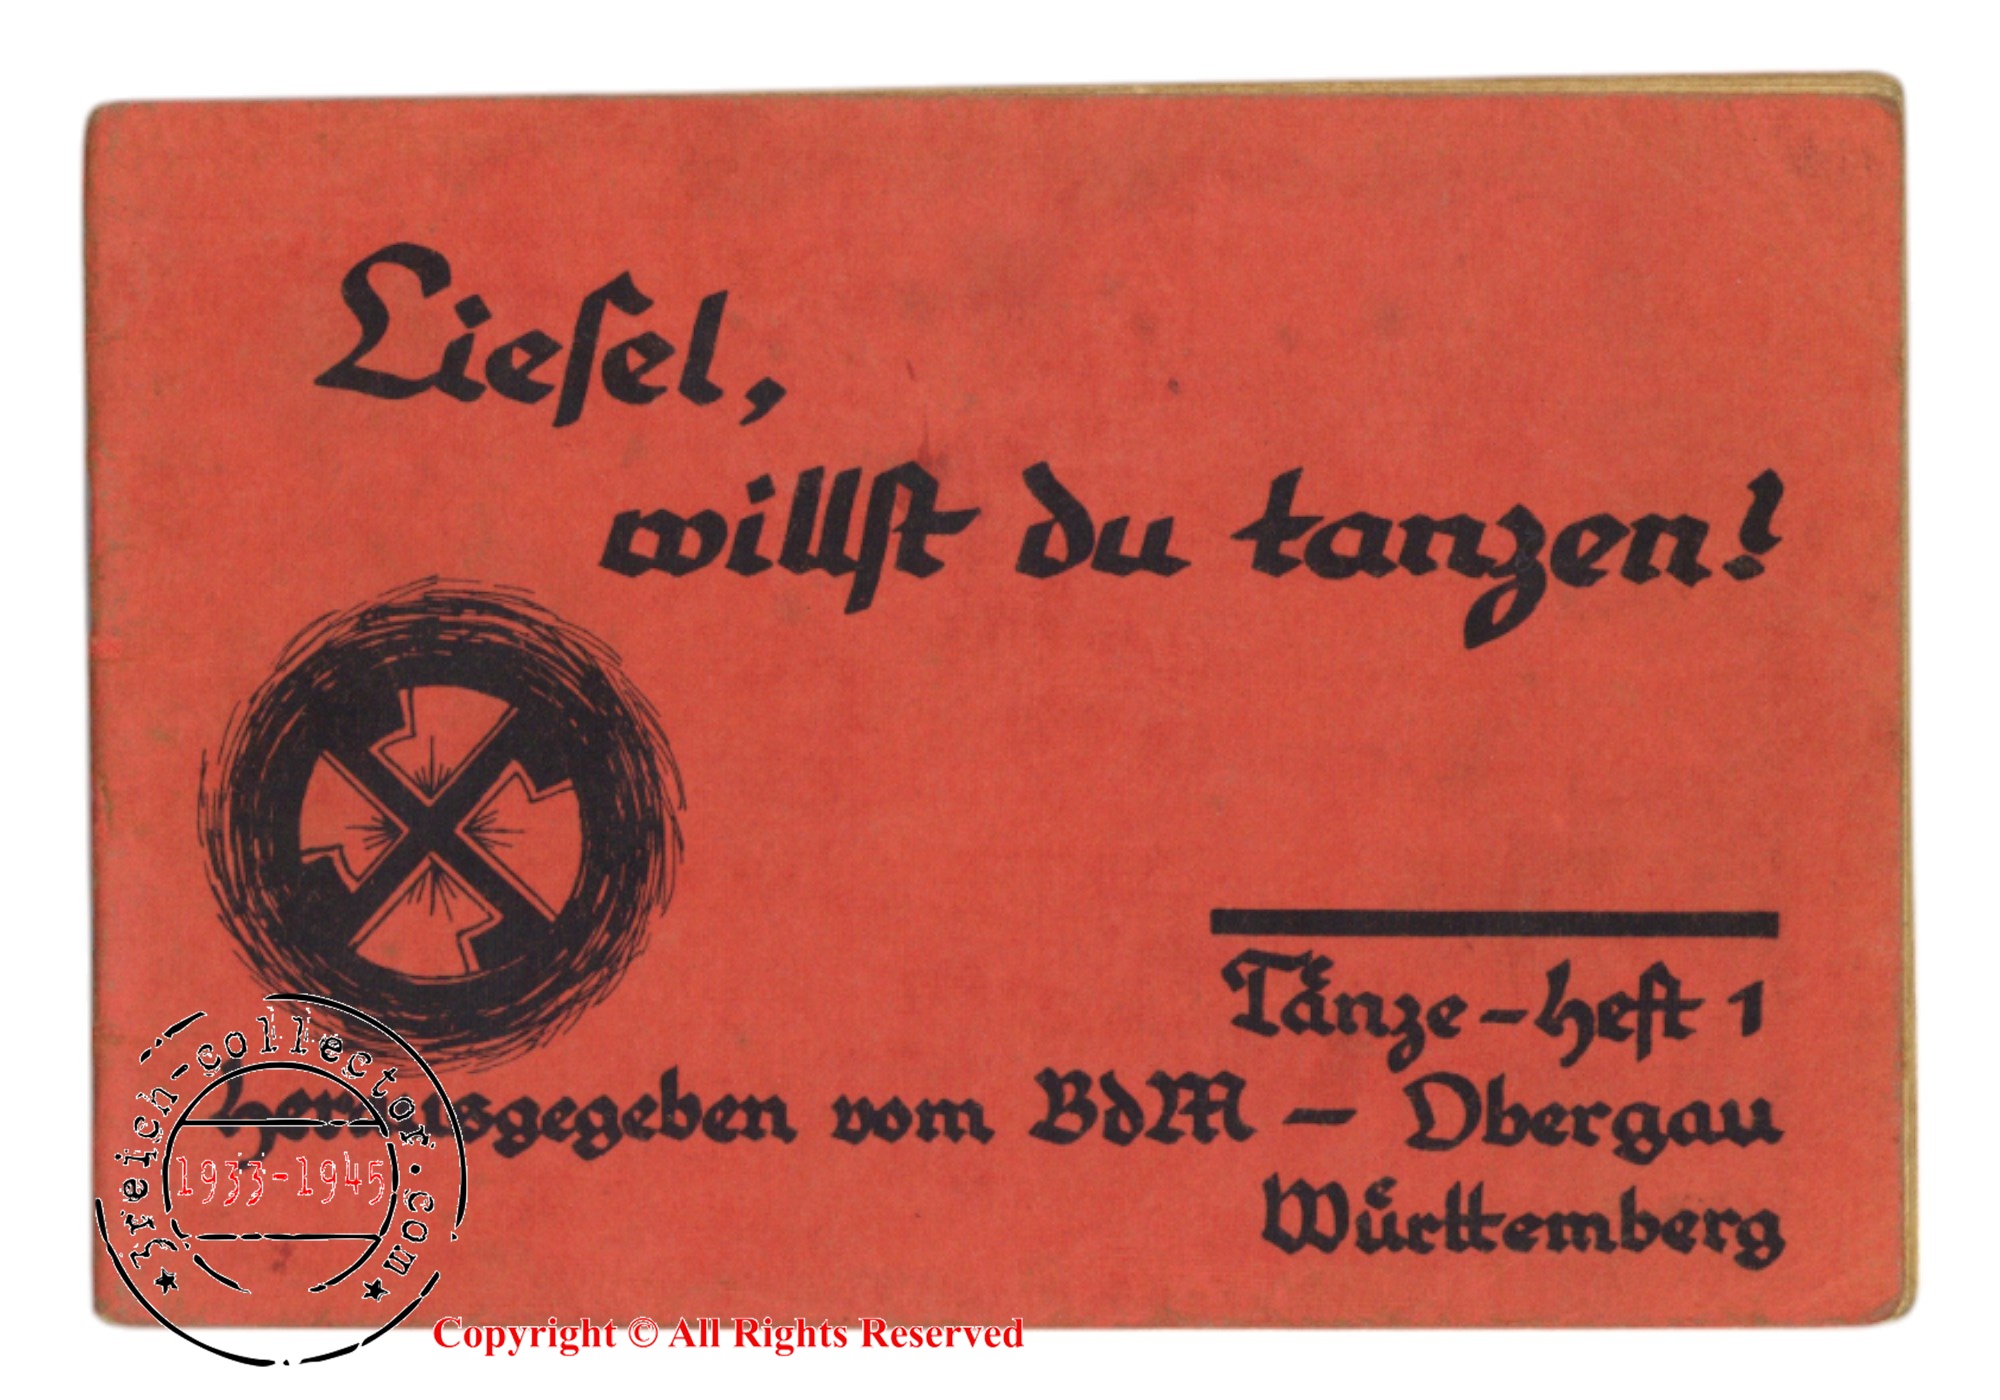 Liesel,
willst du tanzen?
Tänze-Heft 1
herausgegeben vom BdM - Obergau
Württemberg
3reich-collector.com
1933-1945
Copyright © All Rights Reserved